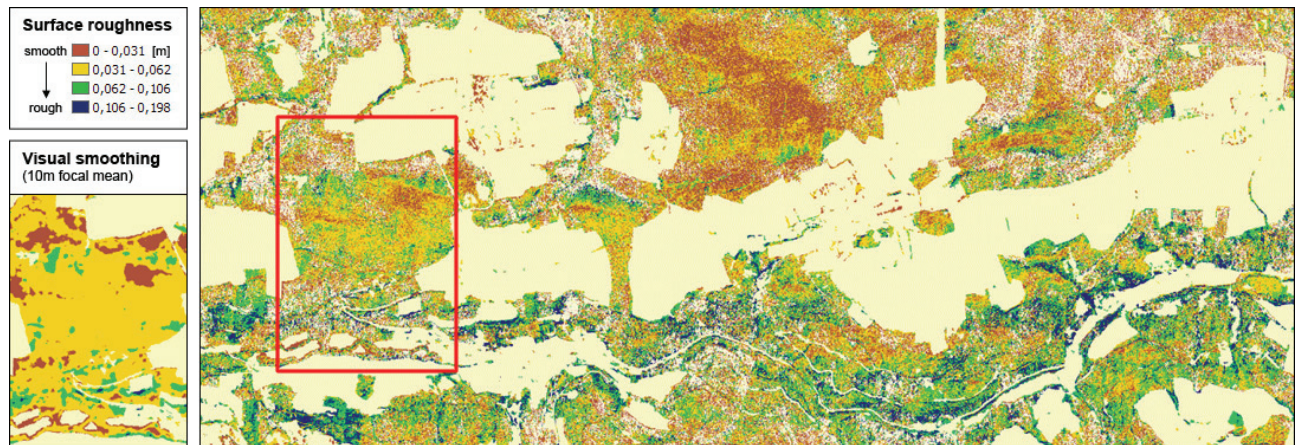 Surface roughness
smooth 0 - 0,031 [m]
0,031 - 0,062
0,062 - 0,106
rough 0,106 - 0,198
Visual smoothing
(10m focal mean)